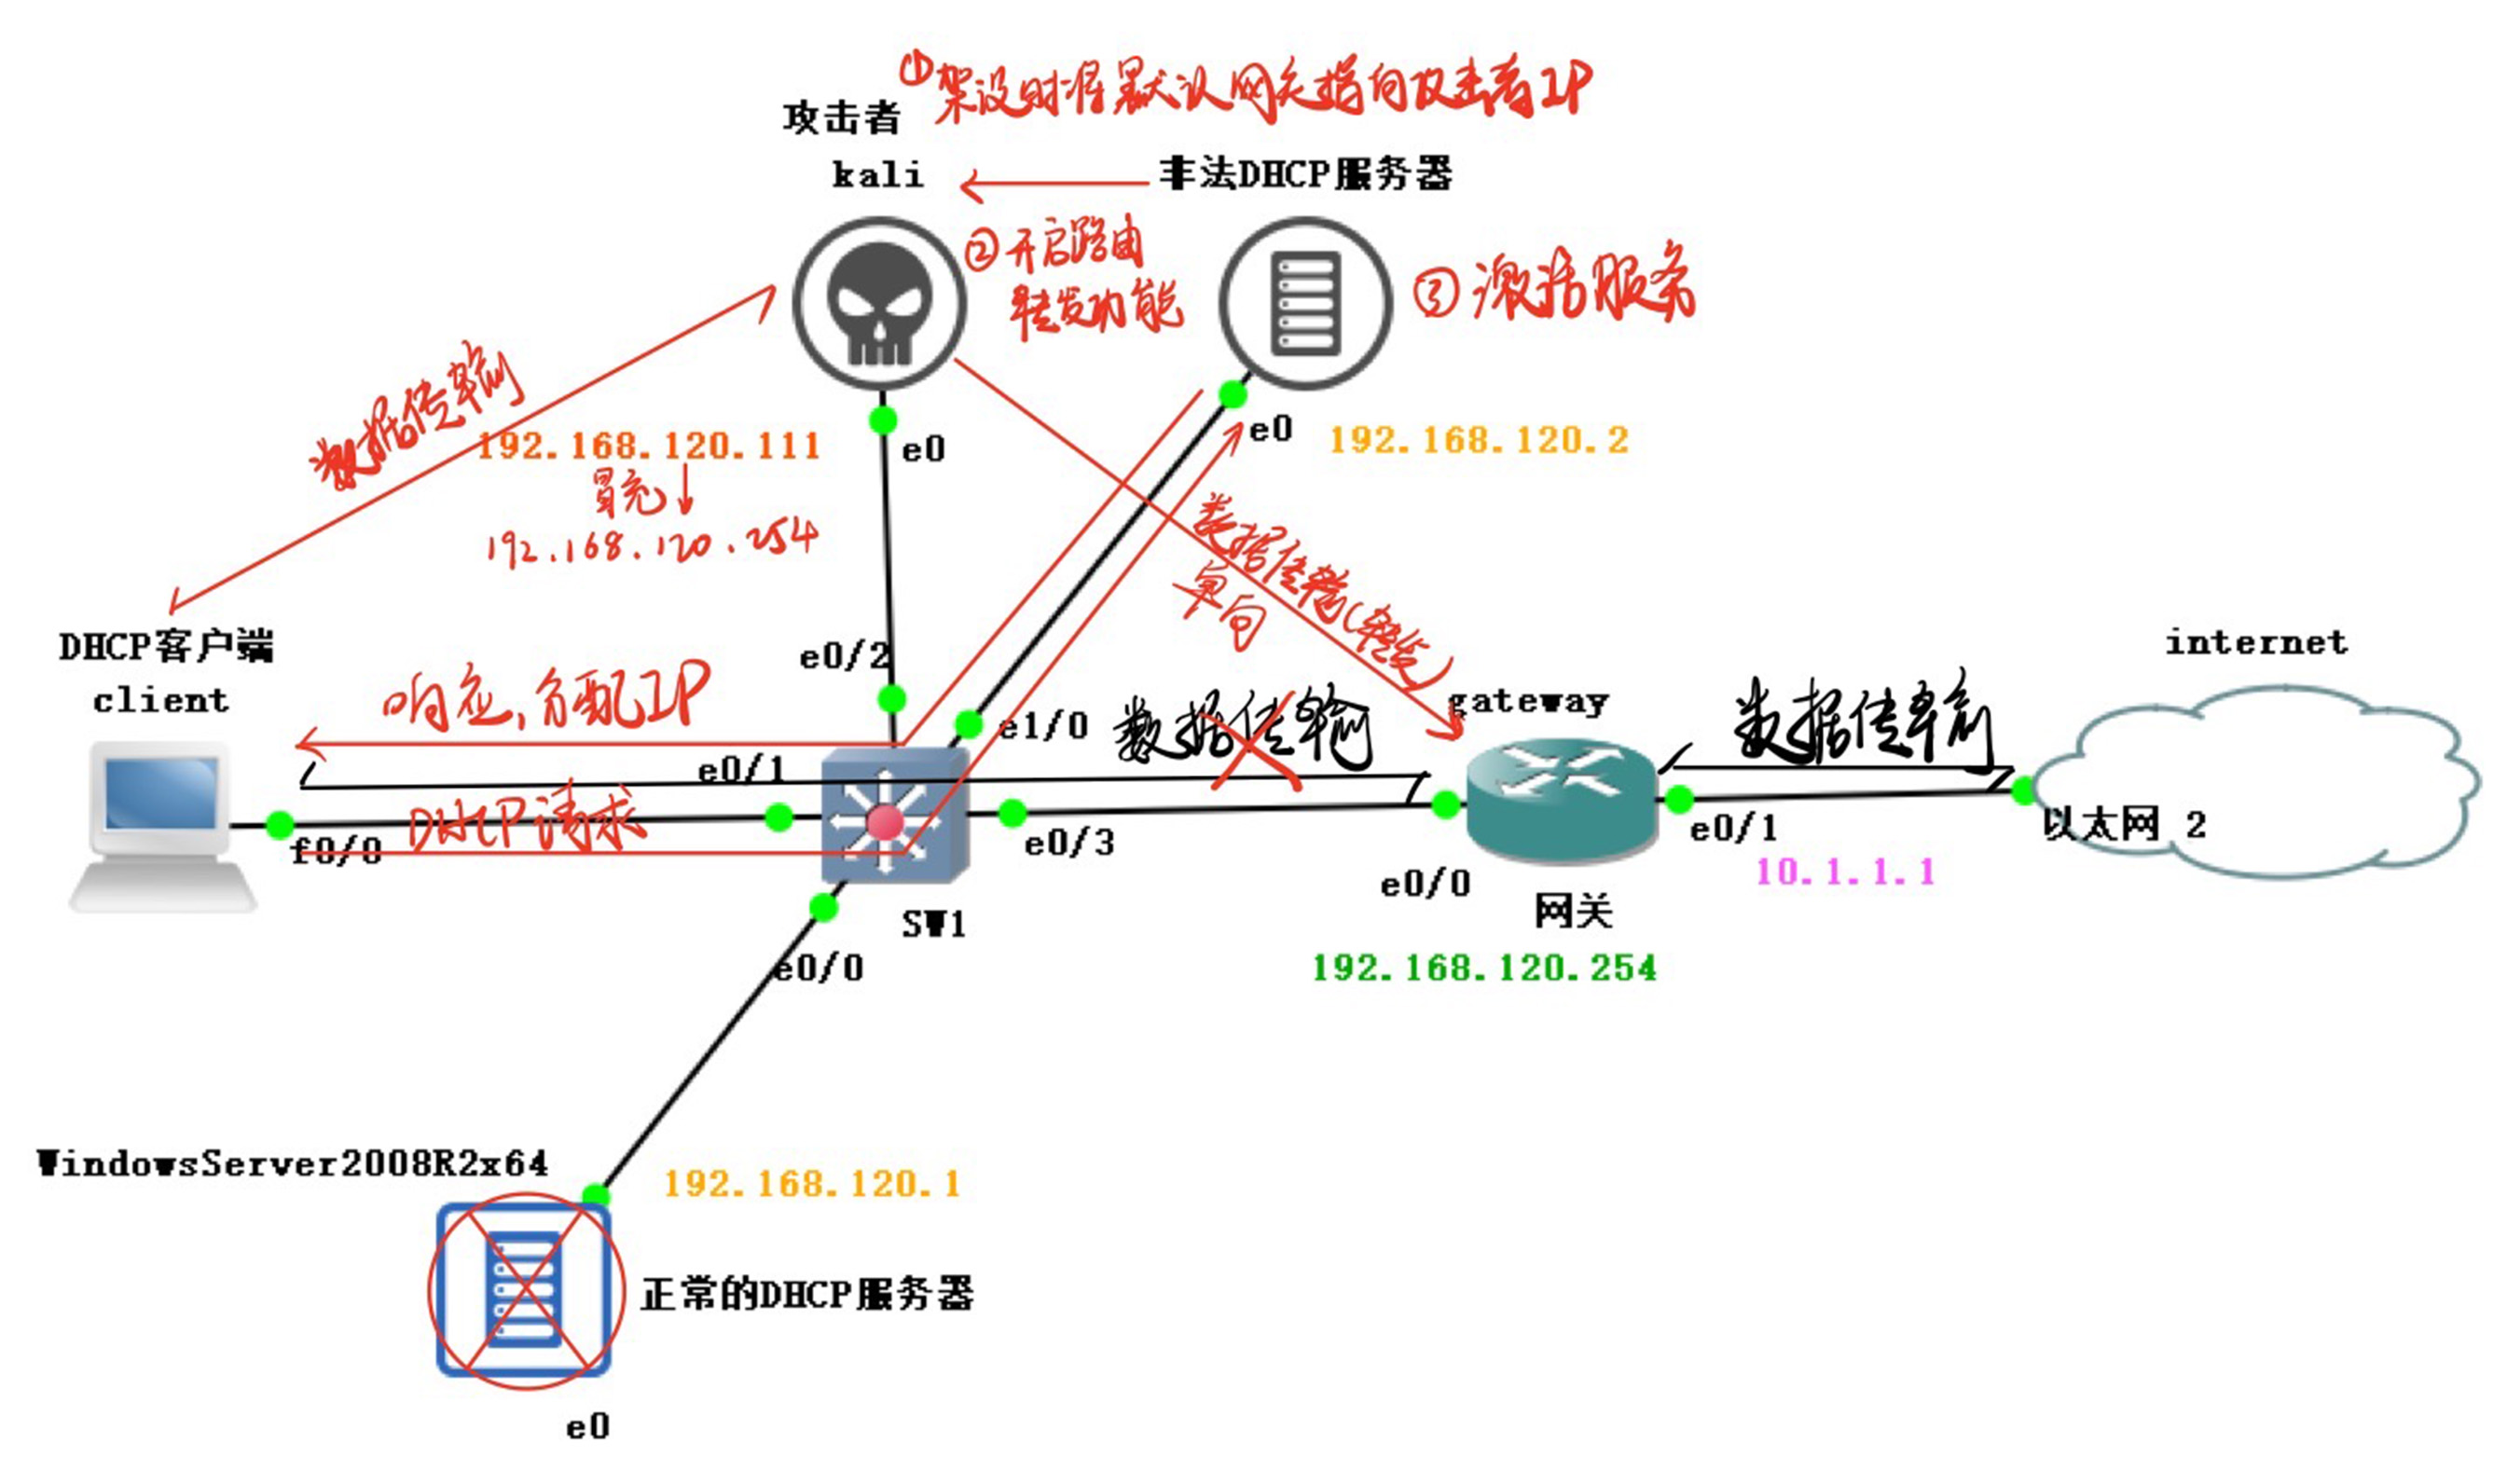 ①架设时将默认网关指向攻击者IP
攻击者
kali
非法DHCP服务器
②开启路由
转发功能
③激活服务
数据传输
192.168.120.111
e0
e0
192.168.120.2
冒充
192.168.120.254
数据传输(转发)
单向
DHCP客户端
client
e0/2
internet
响应,分配IP
e1/0
数据传输
gateway
数据传输
e0/1
DHCP请求
f0/0
e0/3
e0/1
以太网 2
10.1.1.1
e0/0
SW1
网关
e0/0
192.168.120.254
WindowsServer2008R2x64
192.168.120.1
正常的DHCP服务器
e0